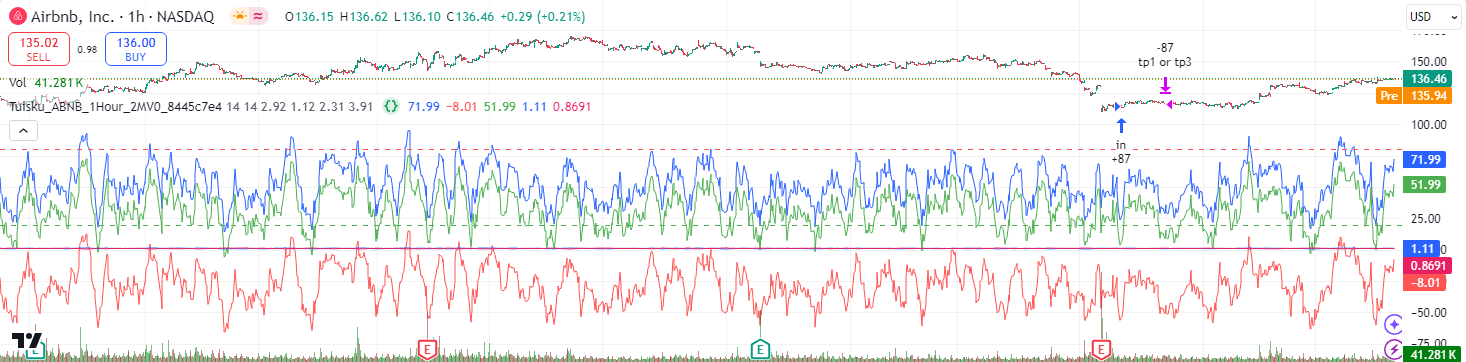 Airbnb, Inc. · 1h · NASDAQ O136.15 H136.62 L136.10 C136.46 +0.29 (+0.21%)
USD
135.02 SELL
0.98
136.00 BUY
Vol 41.281 K
14 14 2.92 1.12 2.31 3.91 71.99 −8.01 51.99 1.11 0.8691
-87
tp1 or tp3
in
+87
150.00
136.46
Pre 135.94
100.00
71.99
51.99
25.00
1.11
0.8691
−8.01
−50.00
41.281 K
E
E
E
E